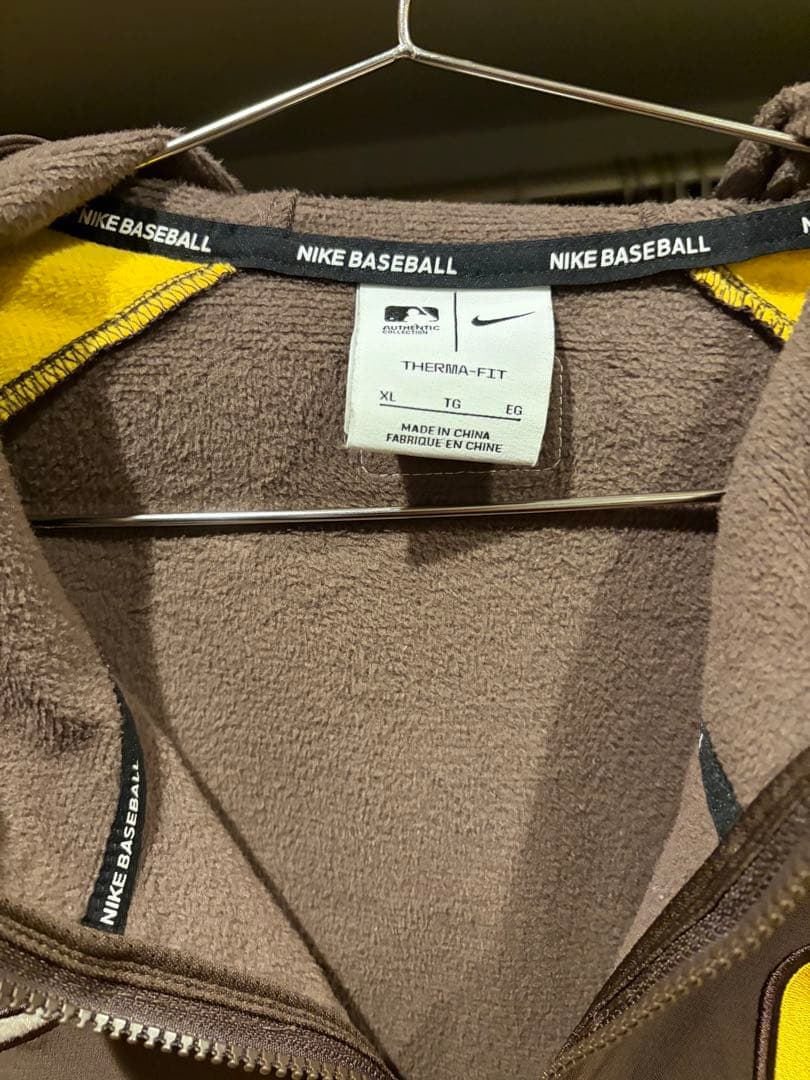 NIKE BASEBALL
NIKE BASEBALL
NIKE BASEBALL
AUTHENTIC
COLLECTION
THERMA-FIT
XL TG EG
MADE IN CHINA
FABRIQUE EN CHINE
NIKE BASEBALL